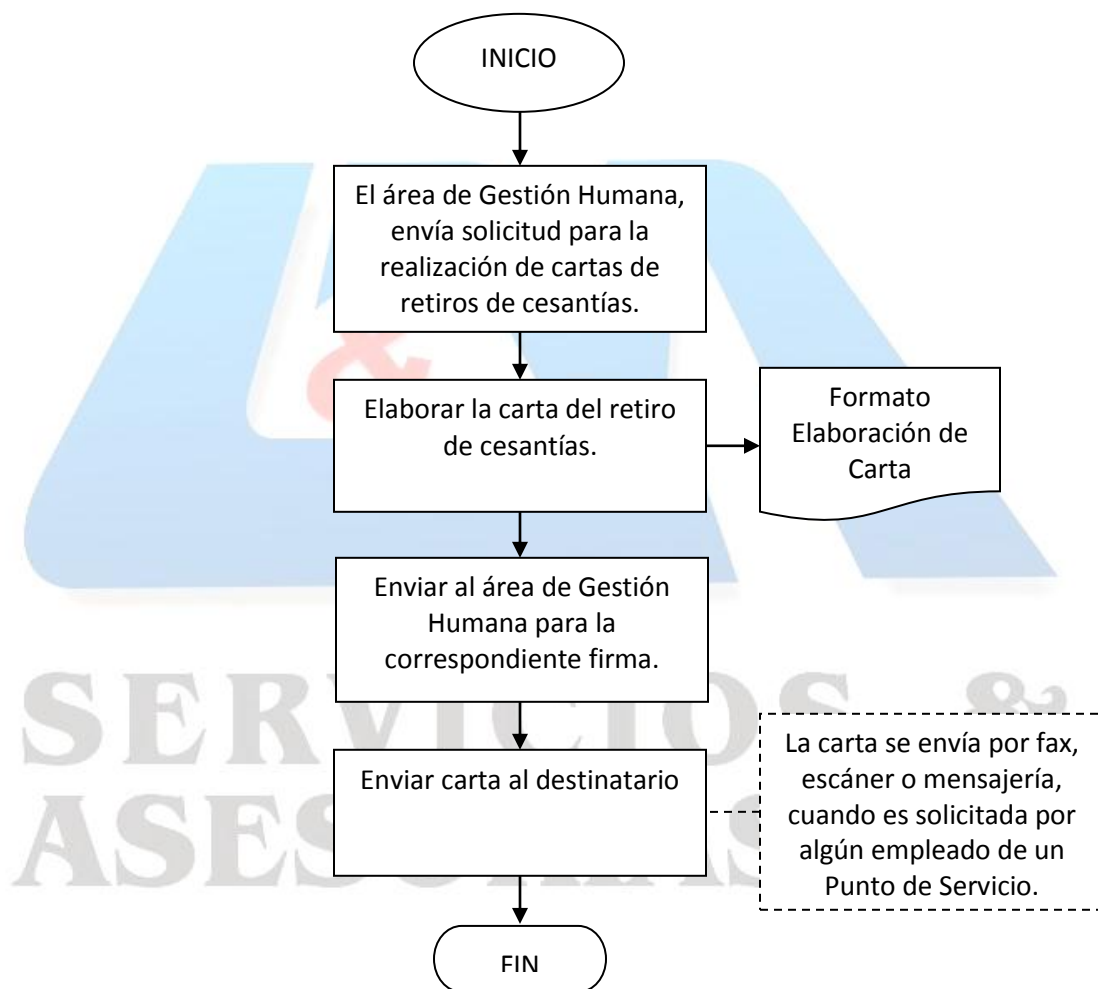 INICIO
El área de Gestión Humana,
envía solicitud para la
realización de cartas de
retiros de cesantías.
Elaborar la carta del retiro
de cesantías.
Formato
Elaboración de
Carta
Enviar al área de Gestión
Humana para la
correspondiente firma.
Enviar carta al destinatario
La carta se envía por fax,
escáner o mensajería,
cuando es solicitada por
algún empleado de un
Punto de Servicio.
FIN
&
SERVICIOS &